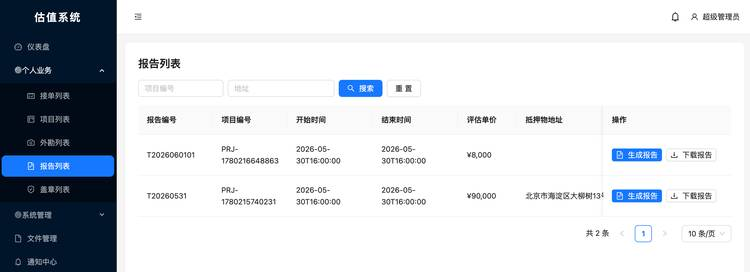 估值系统
超级管理员
仪表盘
个人业务
接单列表
项目列表
外勘列表
报告列表
盖章列表
系统管理
文件管理
通知中心
报告列表
项目编号
地址
搜索
重 置
报告编号 项目编号 开始时间 结束时间 评估单价 抵押物地址 操作
T2026060101 PRJ-1780216648863 2026-05-30T16:00:00 2026-05-30T16:00:00 ¥8,000 生成报告 下载报告
T20260531 PRJ-1780215740231 2026-05-30T16:00:00 2026-05-30T16:00:00 ¥90,000 北京市海淀区大柳树13号 生成报告 下载报告
共 2 条 1 10 条/页